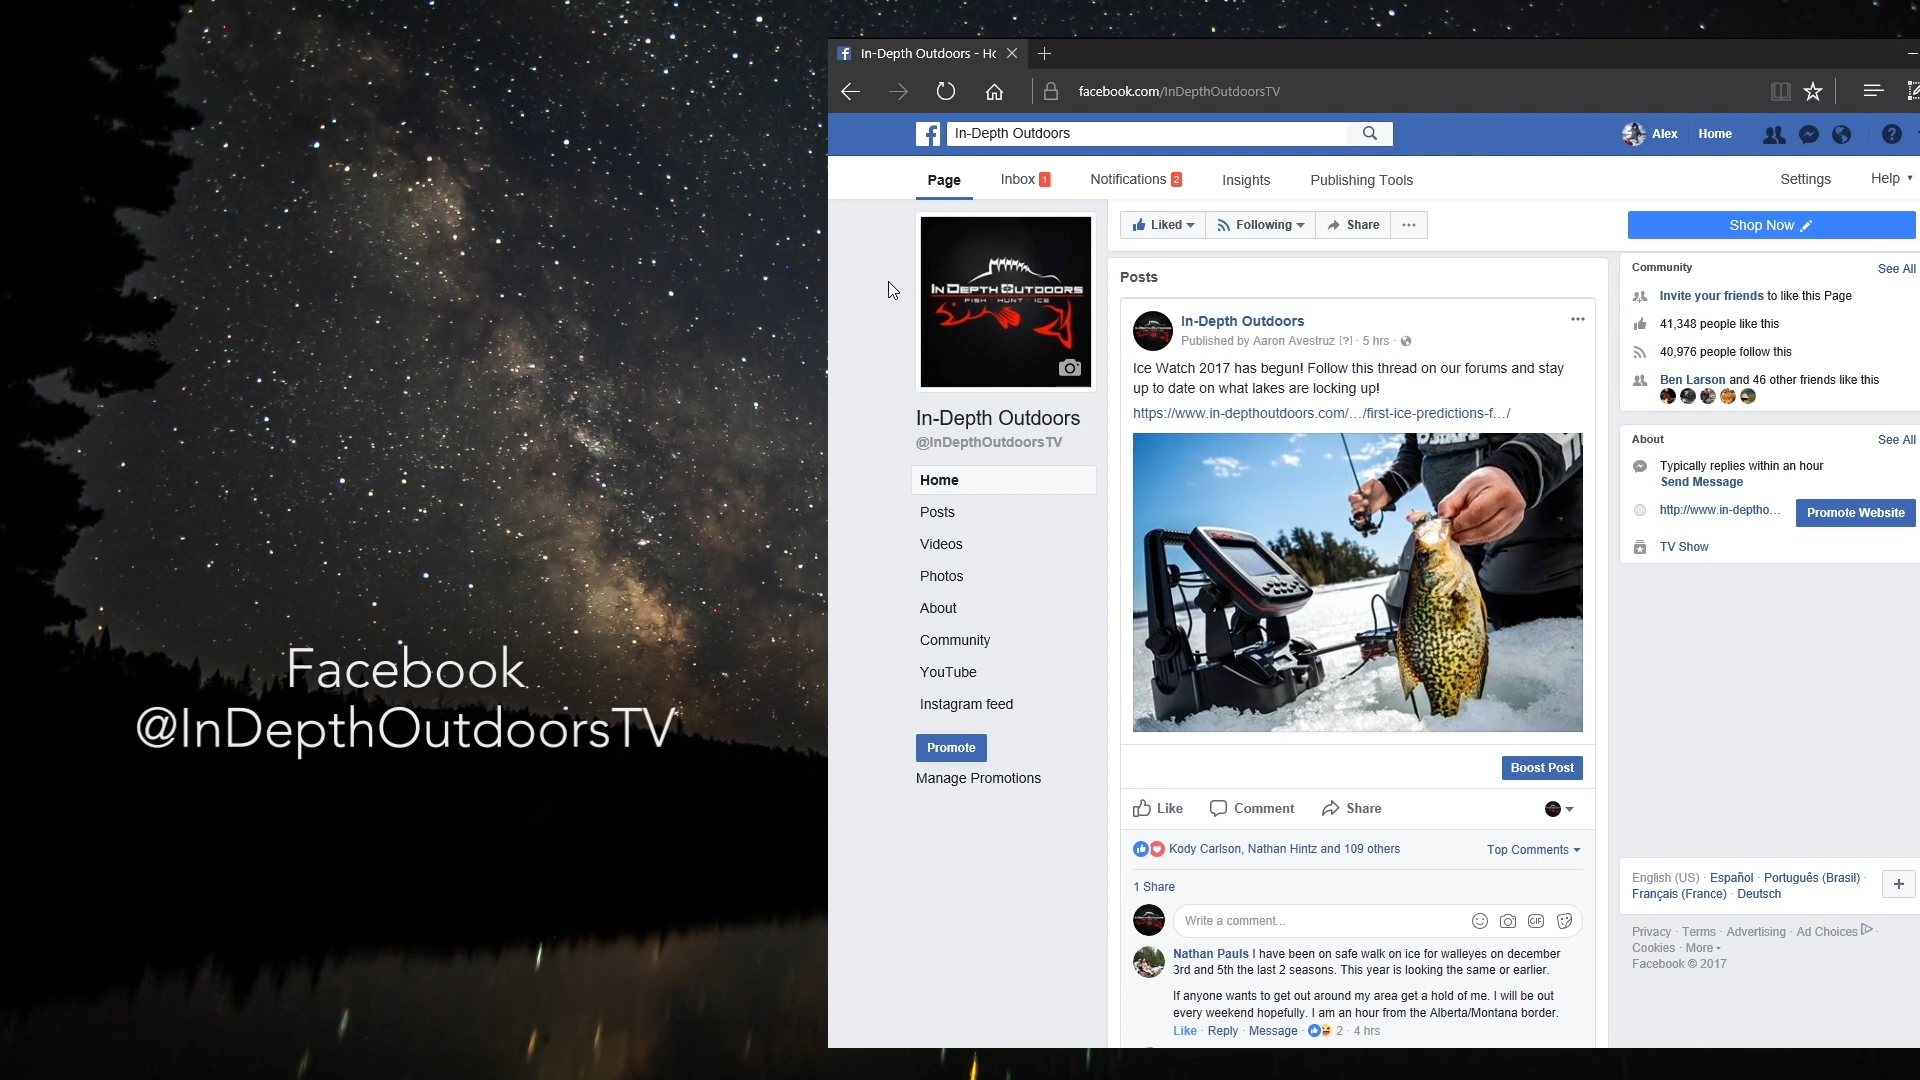 In-Depth Outdoors - Hc
facebook.com/InDepthOutdoorsTV
In-Depth Outdoors
Alex
Home
Page
Inbox 1
Notifications 2
Insights
Publishing Tools
Settings
Help
IN DEPTH OUTDOORS
FISH HUNT ICE
In-Depth Outdoors
@InDepthOutdoorsTV
Home
Posts
Videos
Photos
About
Community
YouTube
Instagram feed
Promote
Manage Promotions
Liked
Following
Share
Shop Now
Posts
In-Depth Outdoors
Published by Aaron Avestruz [?] · 5 hrs ·
Ice Watch 2017 has begun! Follow this thread on our forums and stay
up to date on what lakes are locking up!
https://www.in-depthoutdoors.com/.../first-ice-predictions-f.../
Boost Post
Like
Comment
Share
Kody Carlson, Nathan Hintz and 109 others
Top Comments
1 Share
Write a comment...
GIF
Nathan Pauls I have been on safe walk on ice for walleyes on december
3rd and 5th the last 2 seasons. This year is looking the same or earlier.
If anyone wants to get out around my area get a hold of me. I will be out
every weekend hopefully. I am an hour from the Alberta/Montana border.
Like · Reply · Message · 2 · 4 hrs
Community
See All
Invite your friends to like this Page
41,348 people like this
40,976 people follow this
Ben Larson and 46 other friends like this
About
See All
Typically replies within an hour
Send Message
http://www.in-deptho...
Promote Website
TV Show
English (US) · Español · Português (Brasil) ·
Français (France) · Deutsch
Privacy · Terms · Advertising · Ad Choices ·
Cookies · More
Facebook © 2017
Facebook
@InDepthOutdoorsTV